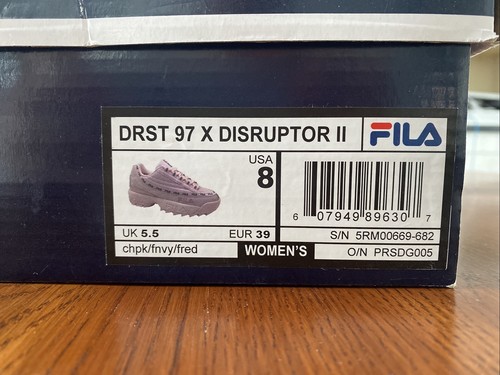 DRST 97 X DISRUPTOR II
FILA
USA
8
6 07949 89630 7
UK 5.5 EUR 39
S/N 5RM00669-682
chpk/fnvy/fred
WOMEN'S
O/N PRSDG005